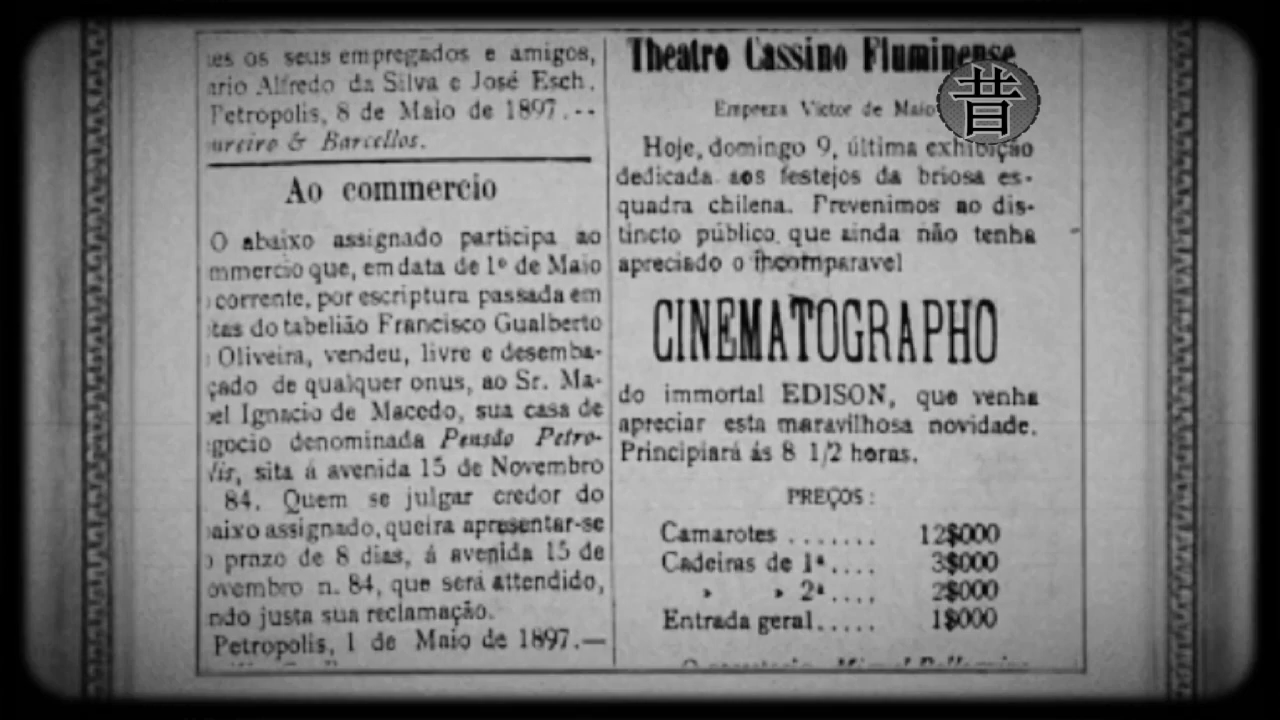 es os seus empregados e amigos,
ario Alfredo da Silva e José Esch.
Petropolis, 8 de Maio de 1897.--
ureiro & Barcellos.
Ao commercio
O abaixo assignado participa ao
mmercio que, em data de 1º de Maio
corrente, por escriptura passada em
tas do tabelião Francisco Gualberto
Oliveira, vendeu, livre e desemba-
çado de qualquer onus, ao Sr. Ma-
el Ignacio de Macedo, sua casa de
gocio denominada Pensão Petro-
lis, sita á avenida 15 de Novembro
84. Quem se julgar credor do
aixo assignado, queira apresentar-se
o prazo de 8 dias, á avenida 15 de
ovembro n. 84, que será attendido,
ndo justa sua reclamação.
Petropolis, 1 de Maio de 1897.—
Theatro Cassino Fluminense
昔
Empreza Victor de Maio
Hoje, domingo 9, última exhibição
dedicada aos festejos da briosa es-
quadra chilena. Prevenimos ao dis-
tincto público que ainda não tenha
apreciado o incomparavel
CINEMATOGRAPHO
do immortal EDISON, que venha
apreciar esta maravilhosa novidade.
Principiará ás 8 1/2 horas.
PREÇOS:
Camarotes ....... 12$000
Cadeiras de 1ª.... 3$000
» » 2ª.... 2$000
Entrada geral..... 1$000